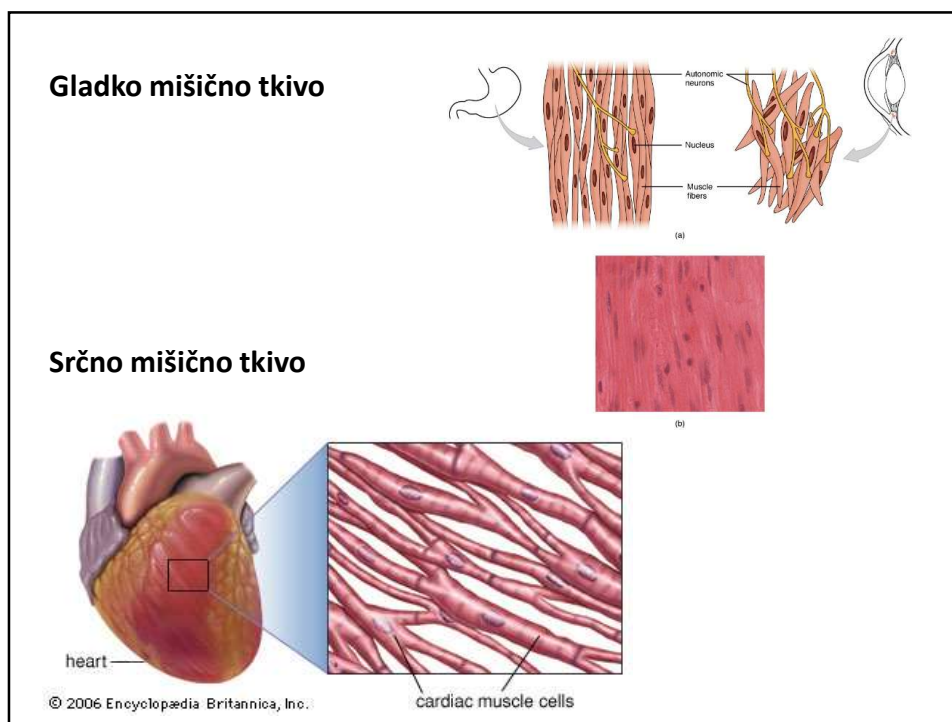 Gladko mišično tkivo
Autonomic
neurons
Nucleus
Muscle
fibers
(a)
(b)
Srčno mišično tkivo
heart
cardiac muscle cells
© 2006 Encyclopædia Britannica, Inc.